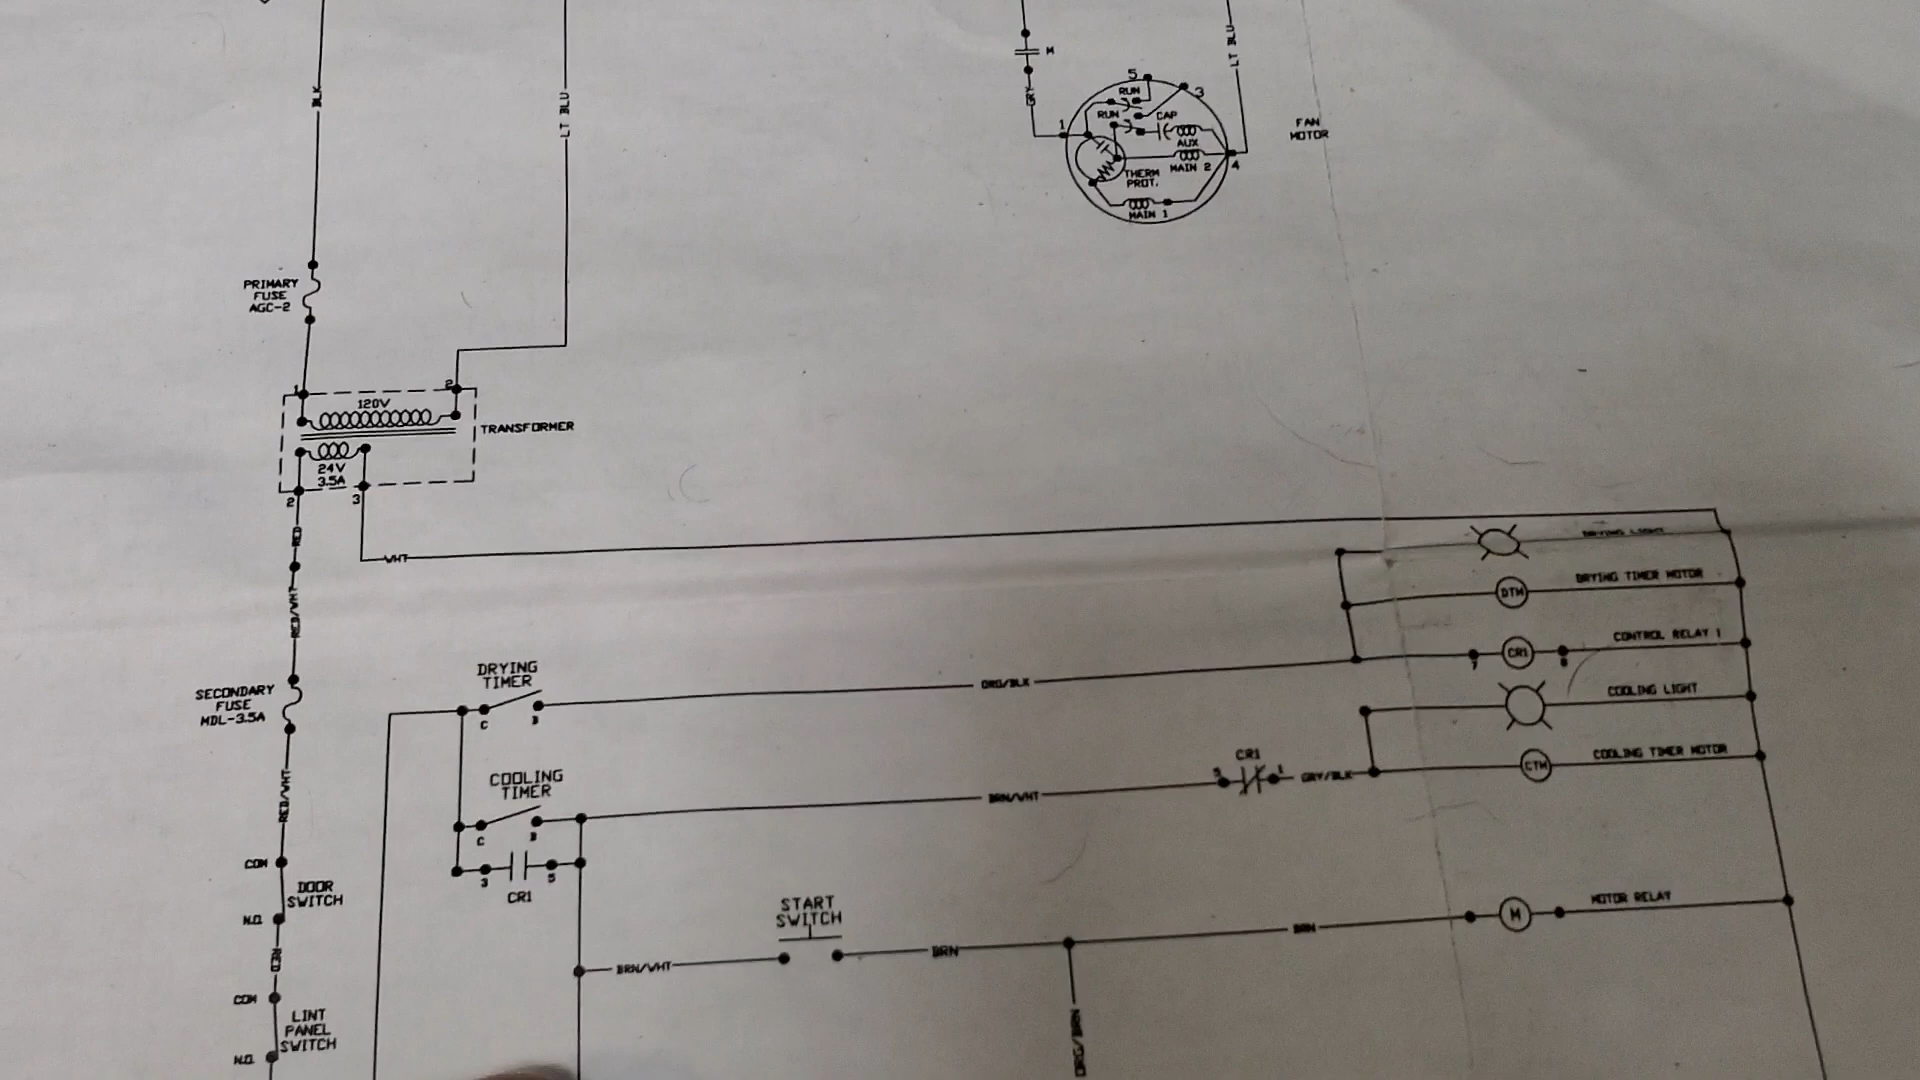 BLK
LT BLU
M
GRY
LT BLU
5
RUN
3
RUN
CAP
1
AUX
MAIN 2
4
THERM
PROT.
MAIN 1
FAN
MOTOR
PRIMARY
FUSE
AGC-2
1
2
120V
TRANSFORMER
24V
3.5A
2
3
RED
WHT
RED/WHT
DRYING LIGHT
DTM
DRYING TIMER MOTOR
7
CR1
8
CONTROL RELAY 1
SECONDARY
FUSE
MDL-3.5A
DRYING
TIMER
C
B
ORG/BLK
COOLING LIGHT
COOLING
TIMER
C
B
BRN/WHT
CR1
5
1
GRY/BLK
CTM
COOLING TIMER MOTOR
3
5
CR1
RED/WHT
COM
DOOR
SWITCH
N.O.
RED
COM
LINT
PANEL
SWITCH
N.O.
START
SWITCH
BRN/WHT
BRN
BRN
M
MOTOR RELAY
ORG/BRN